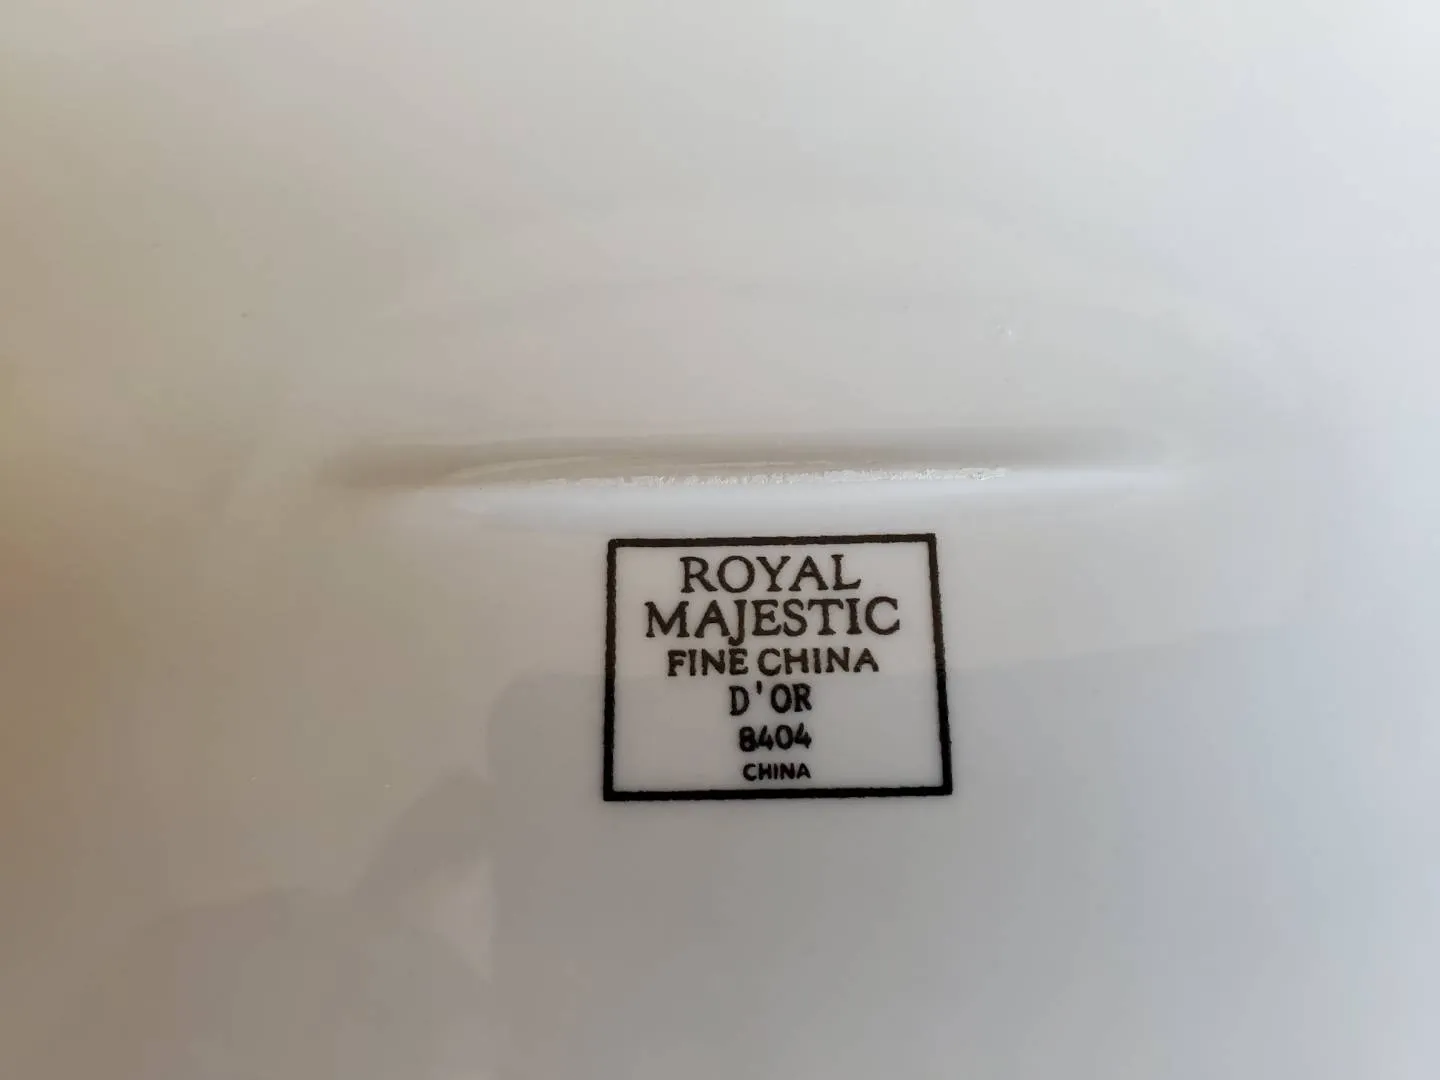 ROYAL
MAJESTIC
FINE CHINA
D'OR
8404
CHINA